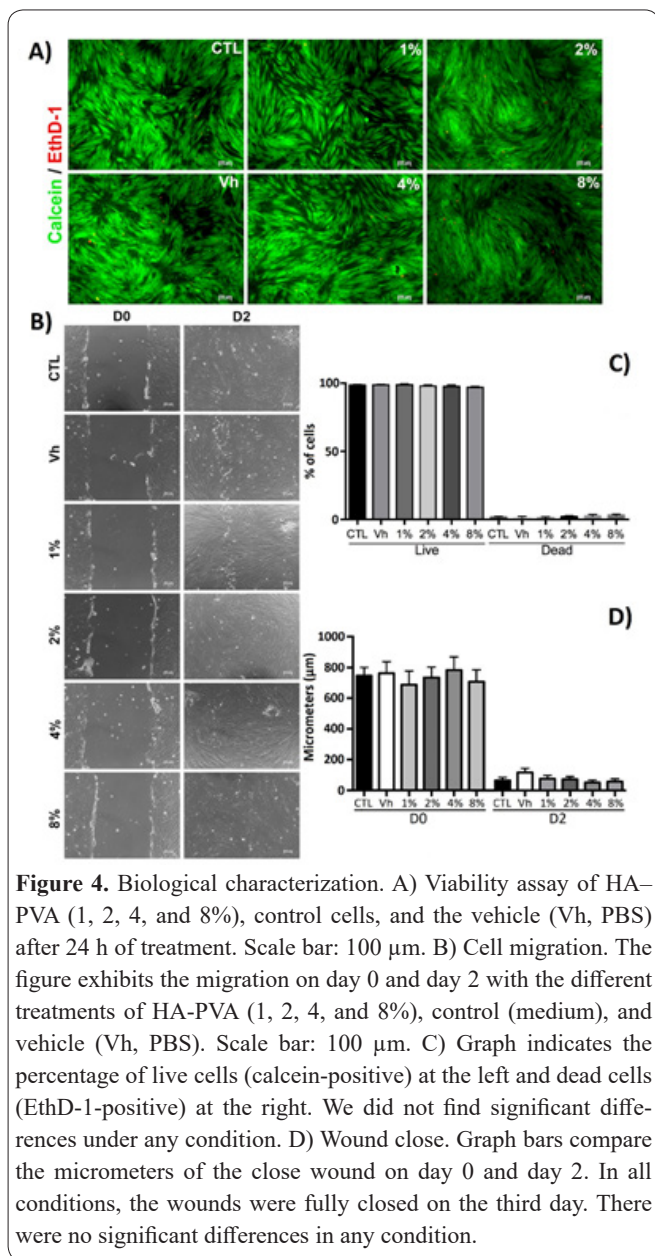 A)
CTL
1%
2%
Calcein / EthD-1
Vh
4%
8%
B)
D0
D2
CTL
Vh
1%
2%
4%
8%
C)
% of cells
100
50
0
CTL Vh 1% 2% 4% 8% CTL Vh 1% 2% 4% 8%
Live Dead
D)
Micrometers (µm)
1000
800
600
400
200
0
CTL Vh 1% 2% 4% 8% CTL Vh 1% 2% 4% 8%
D0 D2
Figure 4. Biological characterization. A) Viability assay of HA–
PVA (1, 2, 4, and 8%), control cells, and the vehicle (Vh, PBS)
after 24 h of treatment. Scale bar: 100 µm. B) Cell migration. The
figure exhibits the migration on day 0 and day 2 with the different
treatments of HA-PVA (1, 2, 4, and 8%), control (medium), and
vehicle (Vh, PBS). Scale bar: 100 µm. C) Graph indicates the
percentage of live cells (calcein-positive) at the left and dead cells
(EthD-1-positive) at the right. We did not find significant diffe-
rences under any condition. D) Wound close. Graph bars compare
the micrometers of the close wound on day 0 and day 2. In all
conditions, the wounds were fully closed on the third day. There
were no significant differences in any condition.